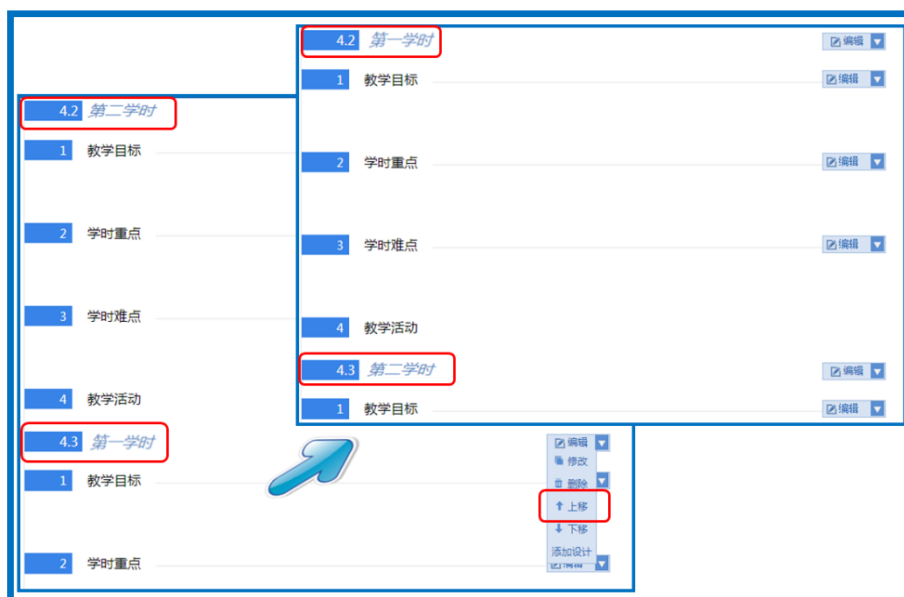 4.2 第一学时 编辑
1 教学目标 编辑
2 学时重点 编辑
3 学时难点 编辑
4 教学活动
4.3 第二学时 编辑
1 教学目标 编辑
4.2 第二学时
1 教学目标
2 学时重点
3 学时难点
4 教学活动
4.3 第一学时 编辑
修改
1 教学目标
删除
上移
下移
添加设计
2 学时重点 编辑